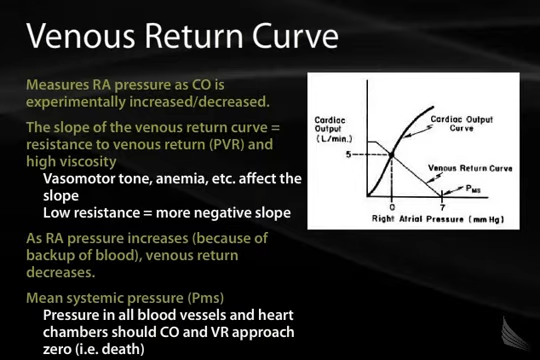 Venous Return Curve
Measures RA pressure as CO is
experimentally increased/decreased.
The slope of the venous return curve =
resistance to venous return (PVR) and
high viscosity
Vasomotor tone, anemia, etc. affect the
slope
Low resistance = more negative slope
As RA pressure increases (because of
backup of blood), venous return
decreases.
Mean systemic pressure (Pms)
Pressure in all blood vessels and heart
chambers should CO and VR approach
zero (i.e. death)
Cardiac
Output
(L/min.)
Cardiac Output
Curve
5
Venous Return Curve
PMS
0
7
Right Atrial Pressure (mm Hg)